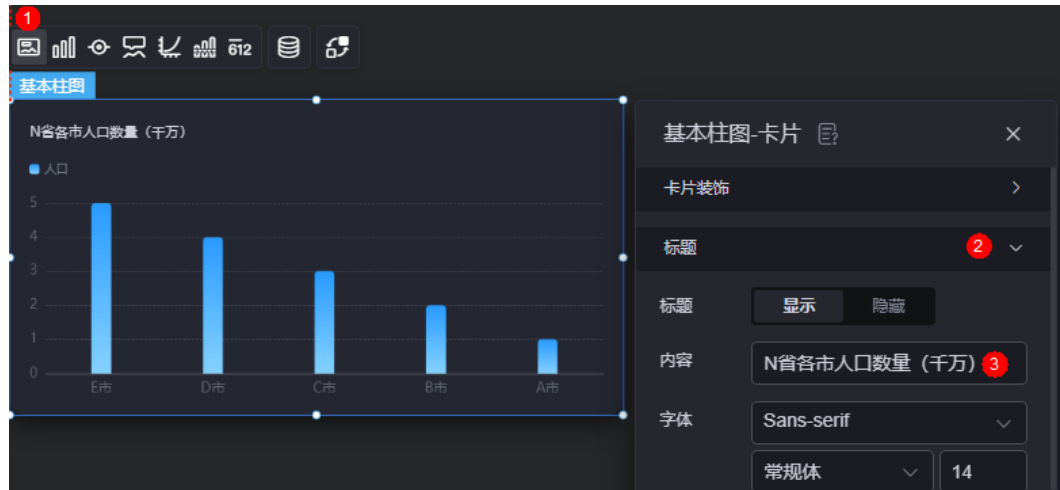 1
612
基本柱图
N省各市人口数量（千万）
人口
5
4
3
2
1
0
E市 D市 C市 B市 A市
基本柱图-卡片
卡片装饰
标题 2
标题 显示 隐藏
内容 N省各市人口数量（千万） 3
字体 Sans-serif
常规体 14